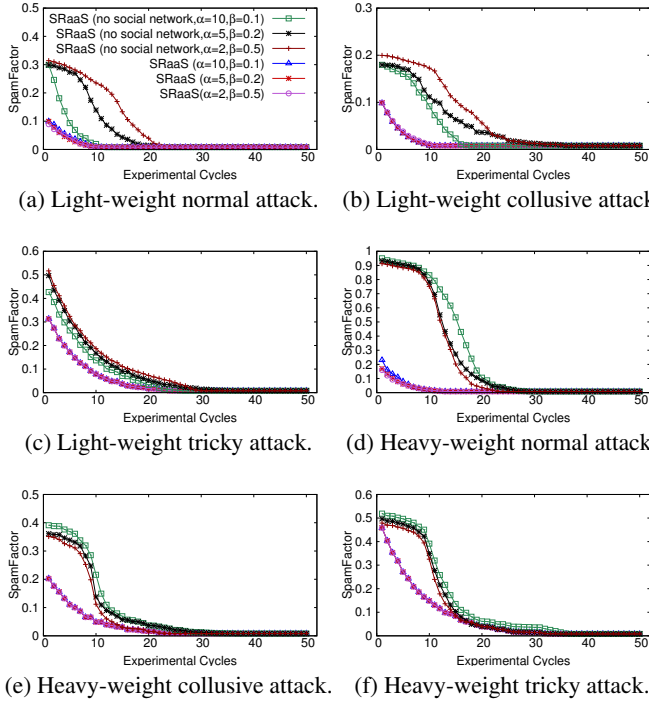 SRaaS (no social network,α=10,β=0.1)
SRaaS (no social network,α=5,β=0.2)
SRaaS (no social network,α=2,β=0.5)
SRaaS (α=10,β=0.1)
SRaaS (α=5,β=0.2)
SRaaS(α=2,β=0.5)
SpamFactor
0.5
0.4
0.3
0.2
0.1
0
0 10 20 30 40 50
Experimental Cycles
(a) Light-weight normal attack.
SpamFactor
0.3
0.2
0.1
0
0 10 20 30 40 50
Experimental Cycles
(b) Light-weight collusive attack
SpamFactor
0.6
0.5
0.4
0.3
0.2
0.1
0
0 10 20 30 40 50
Experimental Cycles
(c) Light-weight tricky attack.
SpamFactor
1
0.9
0.8
0.7
0.6
0.5
0.4
0.3
0.2
0.1
0
0 10 20 30 40 50
Experimental Cycles
(d) Heavy-weight normal attack
SpamFactor
0.5
0.4
0.3
0.2
0.1
0
0 10 20 30 40 50
Experimental Cycles
(e) Heavy-weight collusive attack.
SpamFactor
0.6
0.5
0.4
0.3
0.2
0.1
0
0 10 20 30 40 50
Experimental Cycles
(f) Heavy-weight tricky attack.